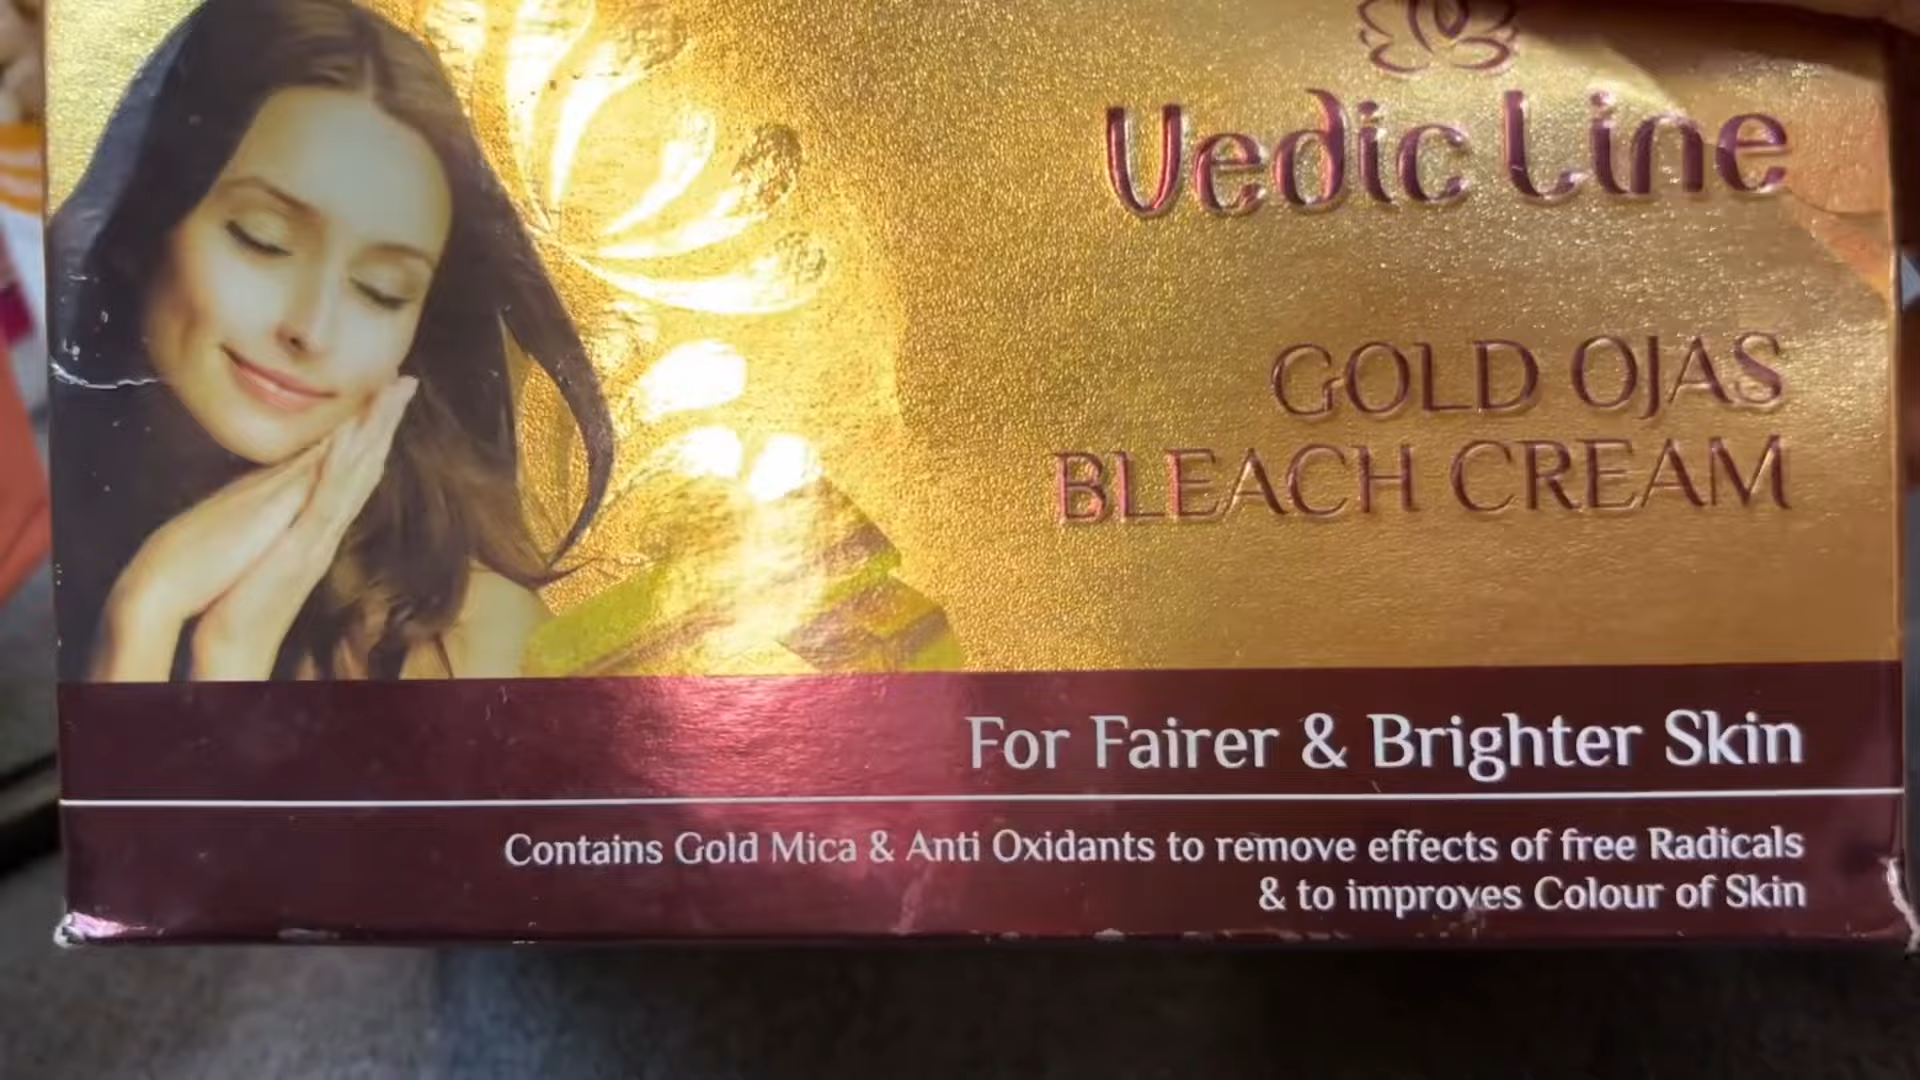 Vedic Line
GOLD OJAS
BLEACH CREAM
For Fairer & Brighter Skin
Contains Gold Mica & Anti Oxidants to remove effects of free Radicals
& to improves Colour of Skin